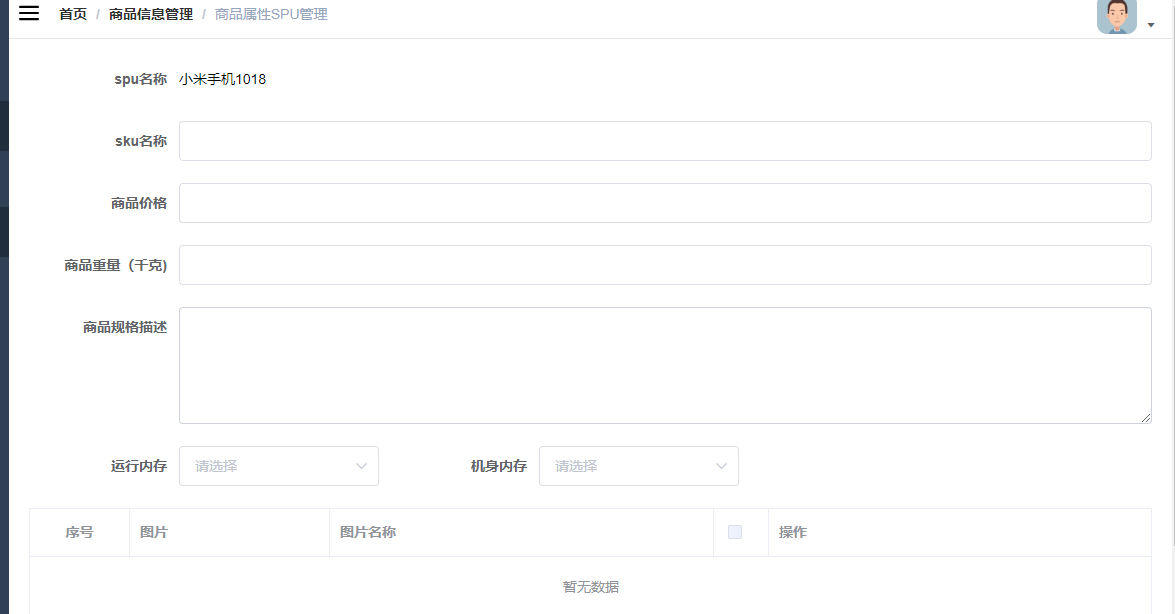 首页 / 商品信息管理 / 商品属性SPU管理
spu名称 小米手机1018
sku名称
商品价格
商品重量（千克)
商品规格描述
运行内存 请选择 机身内存 请选择
序号 图片 图片名称 操作
暂无数据